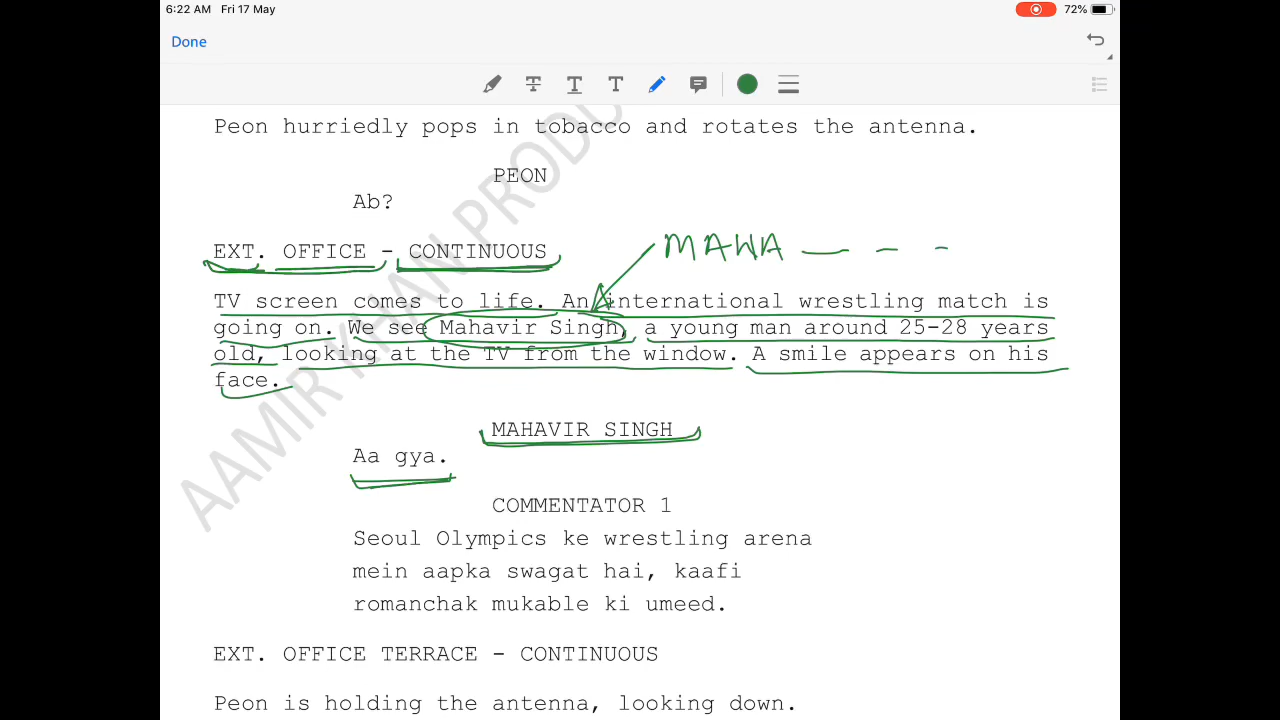 6:22 AM Fri 17 May 72%
Done
Peon hurriedly pops in tobacco and rotates the antenna.
PEON
Ab?
EXT. OFFICE - CONTINUOUS
MAWA — — -
TV screen comes to life. An international wrestling match is
going on. We see Mahavir Singh, a young man around 25-28 years
old, looking at the TV from the window. A smile appears on his
face.
MAHAVIR SINGH
Aa gya.
COMMENTATOR 1
Seoul Olympics ke wrestling arena
mein aapka swagat hai, kaafi
romanchak mukable ki umeed.
EXT. OFFICE TERRACE - CONTINUOUS
Peon is holding the antenna, looking down.
AAMIR KHAN PRODU